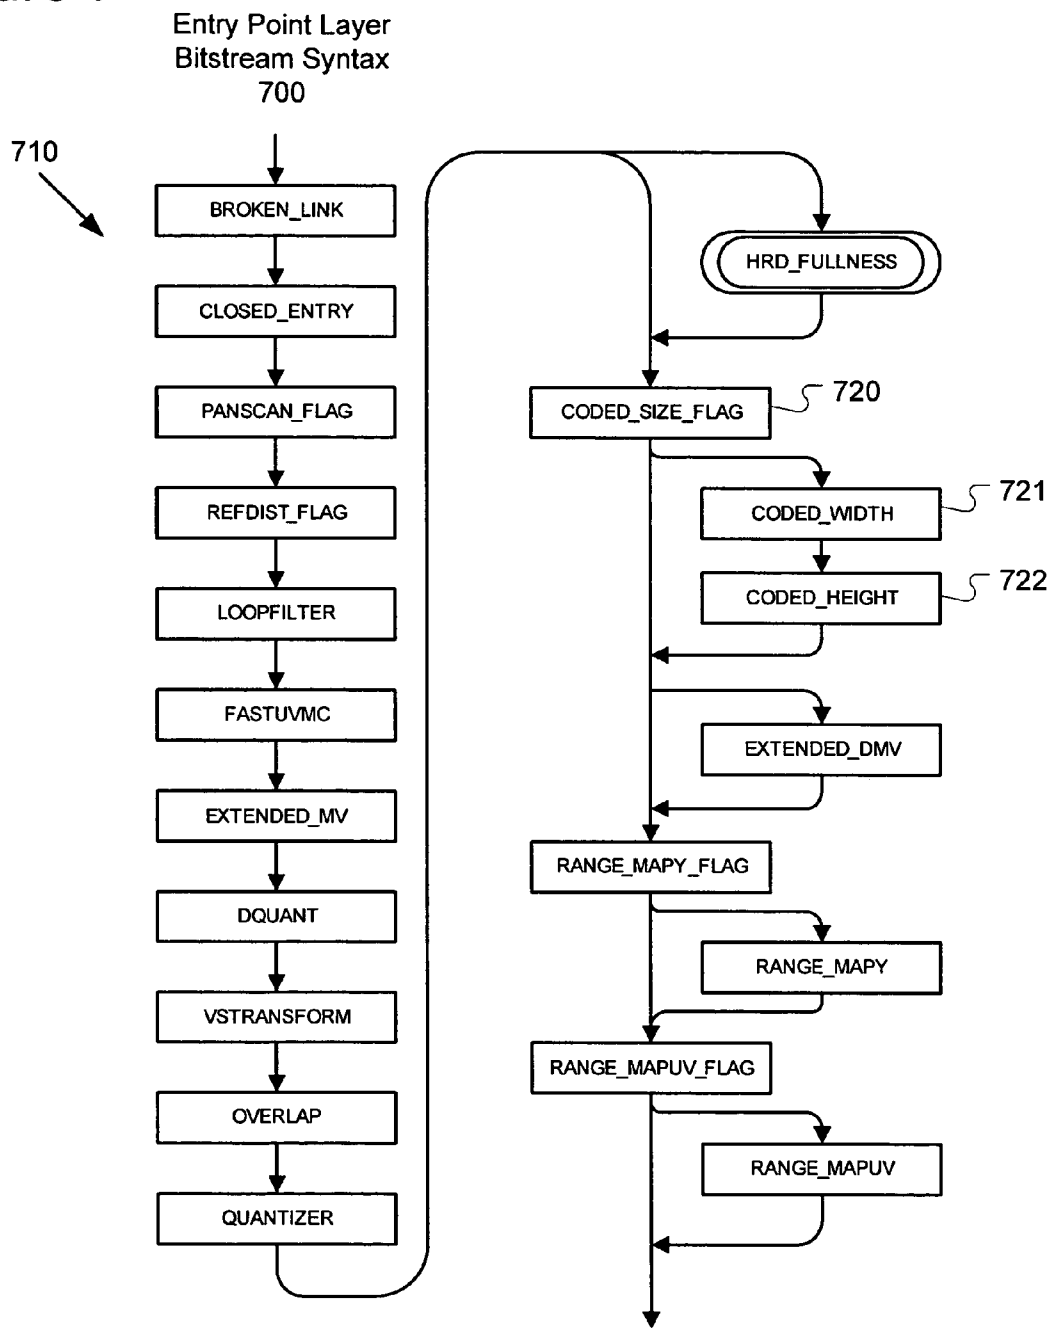 Entry Point Layer
Bitstream Syntax
700
710
BROKEN_LINK
CLOSED_ENTRY
PANSCAN_FLAG
REFDIST_FLAG
LOOPFILTER
FASTUVMC
EXTENDED_MV
DQUANT
VSTRANSFORM
OVERLAP
QUANTIZER
HRD_FULLNESS
CODED_SIZE_FLAG
720
CODED_WIDTH
721
CODED_HEIGHT
722
EXTENDED_DMV
RANGE_MAPY_FLAG
RANGE_MAPY
RANGE_MAPUV_FLAG
RANGE_MAPUV